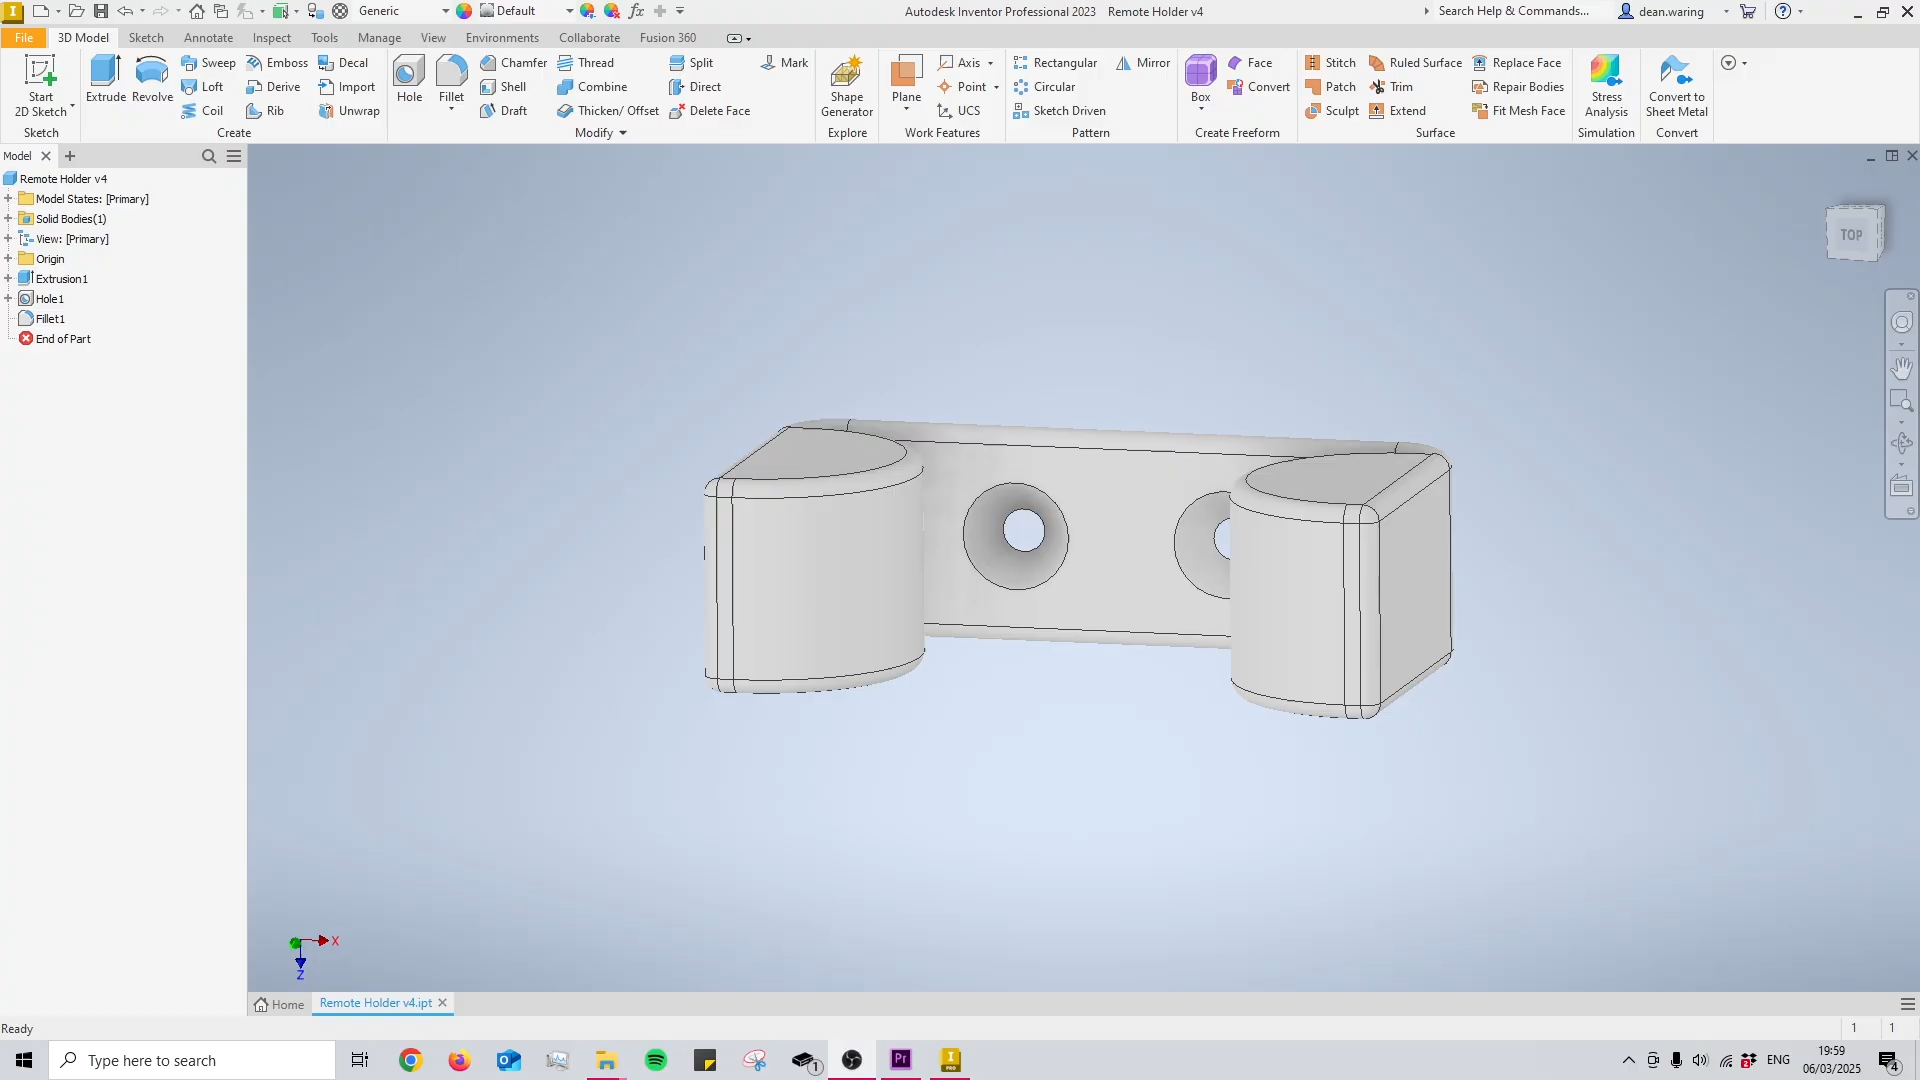 Generic
Default
Autodesk Inventor Professional 2023 Remote Holder v4
Search Help & Commands...
dean.waring
File 3D Model Sketch Annotate Inspect Tools Manage View Environments Collaborate Fusion 360
Start
2D Sketch
Sketch
Extrude
Revolve
Sweep
Loft
Coil
Emboss
Derive
Rib
Decal
Import
Unwrap
Create
Hole
Fillet
Chamfer
Shell
Draft
Thread
Combine
Thicken/ Offset
Split
Direct
Delete Face
Mark
Modify
Shape
Generator
Explore
Plane
Axis
Point
UCS
Work Features
Rectangular
Circular
Sketch Driven
Mirror
Pattern
Box
Face
Convert
Create Freeform
Stitch
Patch
Sculpt
Ruled Surface
Trim
Extend
Replace Face
Repair Bodies
Fit Mesh Face
Surface
Stress
Analysis
Simulation
Convert to
Sheet Metal
Convert
Model
Remote Holder v4
Model States: [Primary]
Solid Bodies(1)
View: [Primary]
Origin
Extrusion1
Hole1
Fillet1
End of Part
TOP
X
Z
Home
Remote Holder v4.ipt
Ready
1 1
Type here to search
ENG
19:59
06/03/2025